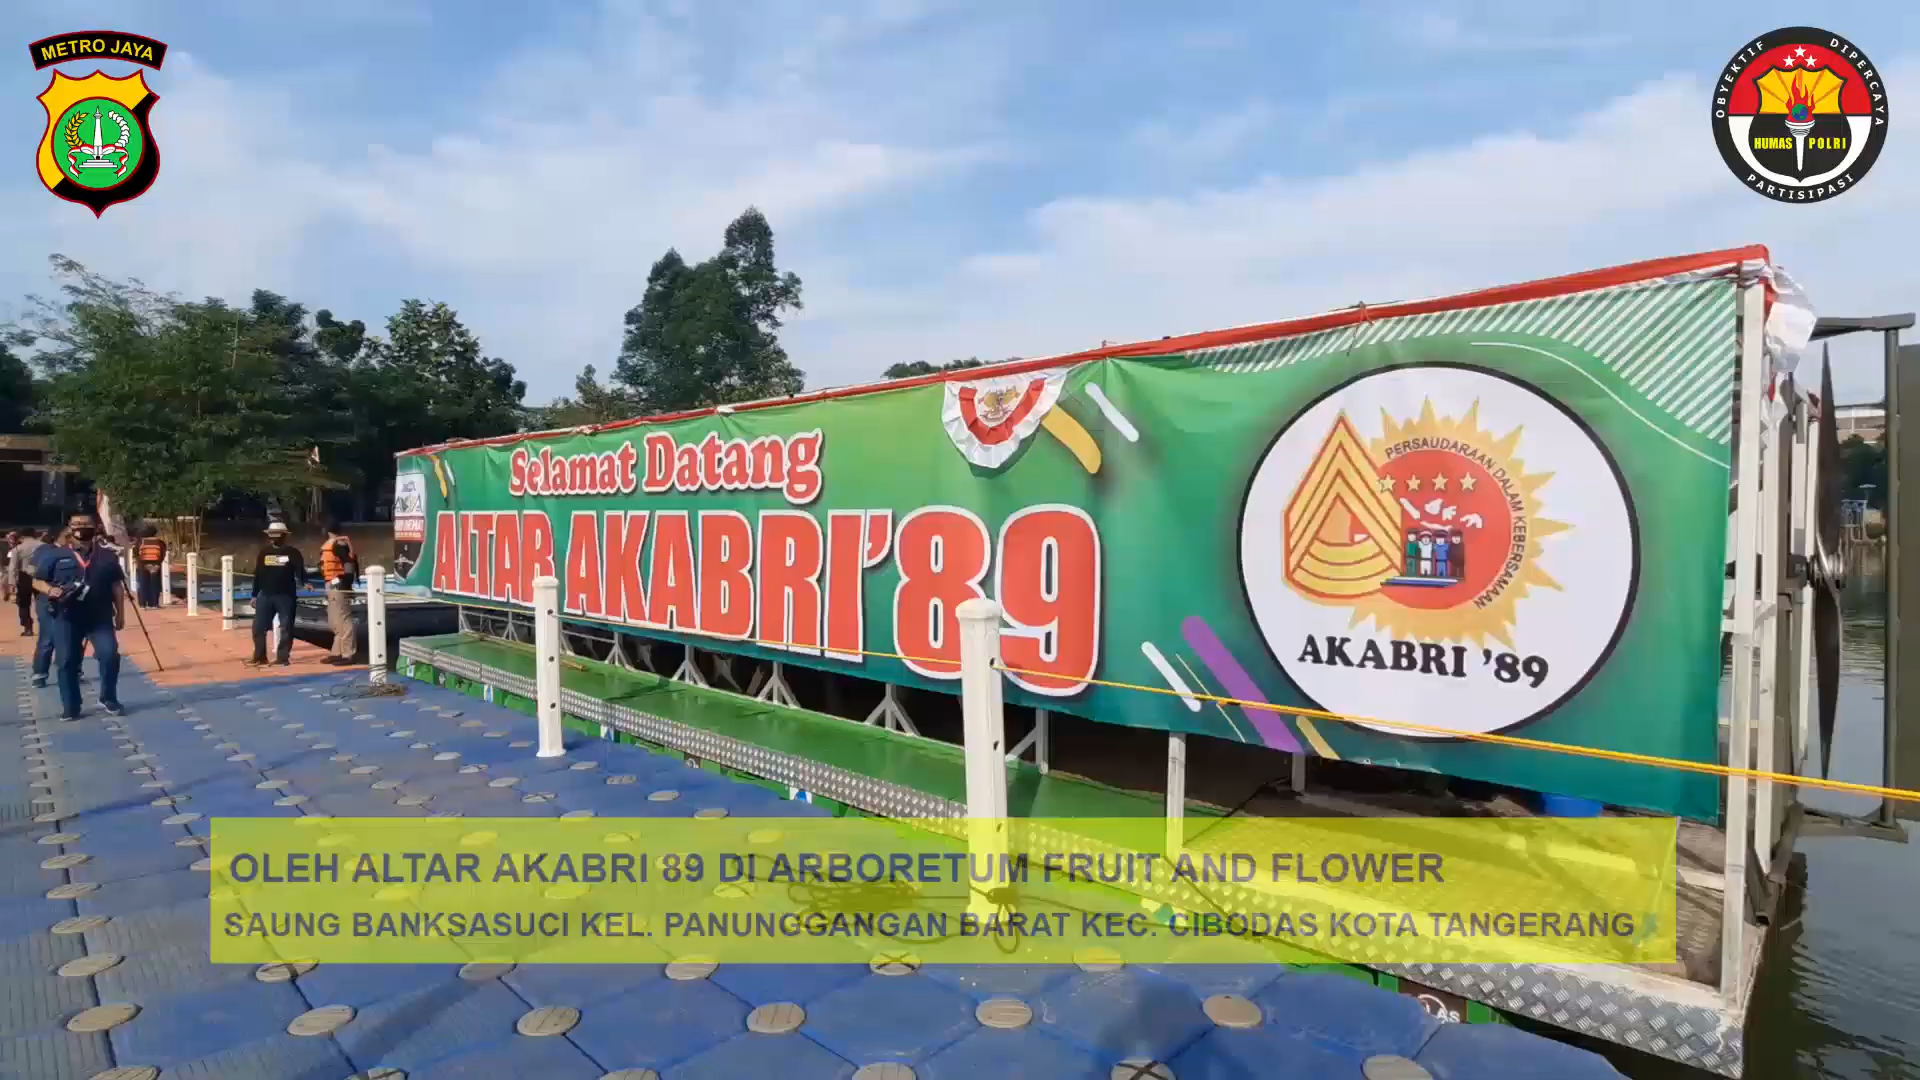 METRO JAYA
OBYEKTIF DIPERCAYA
HUMAS POLRI
PARTISIPASI
Selamat Datang
ALTAR AKABRI'89
PERSAUDARAAN DALAM KEBERSAMAAN
AKABRI '89
OLEH ALTAR AKABRI 89 DI ARBORETUM FRUIT AND FLOWER
SAUNG BANKSASUCI KEL. PANUNGGANGAN BARAT KEC. CIBODAS KOTA TANGERANG